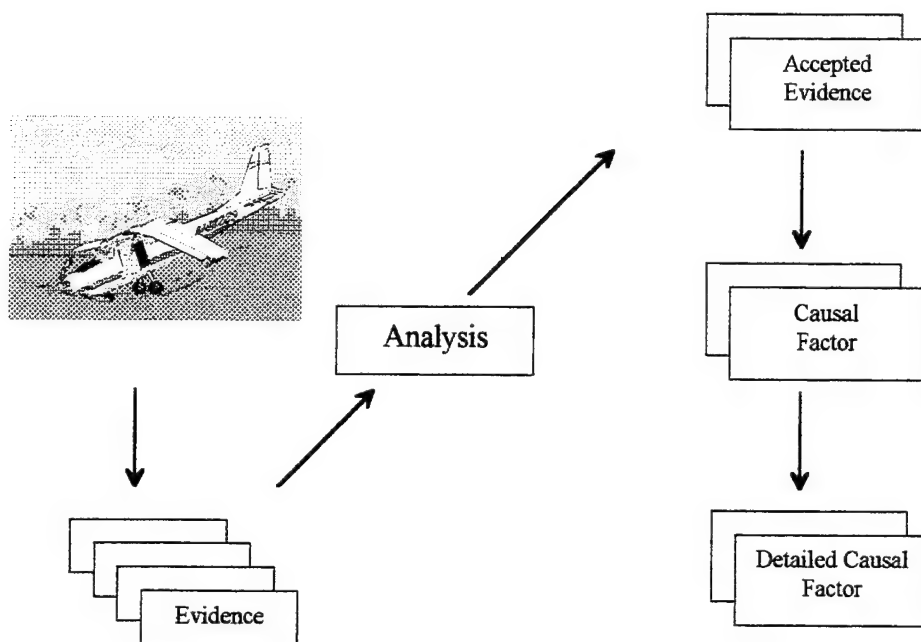 Accepted
Evidence
Analysis
Causal
Factor
Evidence
Detailed Causal
Factor